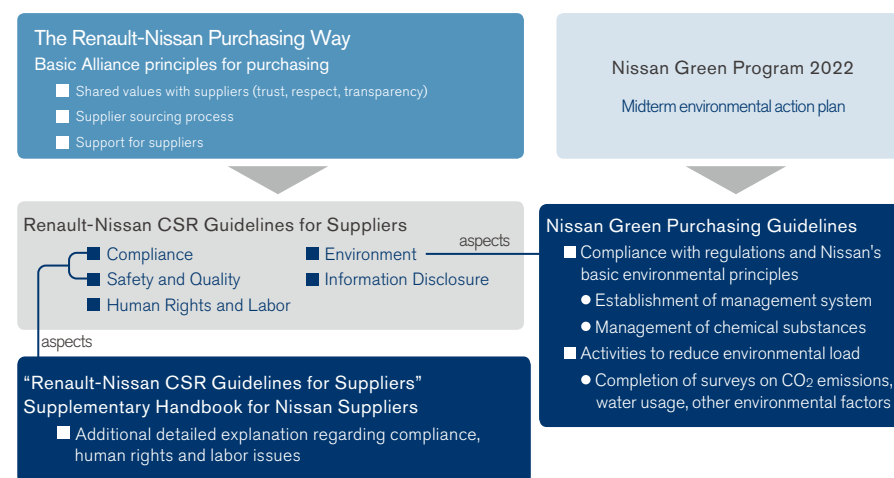 The Renault-Nissan Purchasing Way
Basic Alliance principles for purchasing
Shared values with suppliers (trust, respect, transparency)
Supplier sourcing process
Support for suppliers
Nissan Green Program 2022
Midterm environmental action plan
Renault-Nissan CSR Guidelines for Suppliers
Compliance
Safety and Quality
Human Rights and Labor
Environment
Information Disclosure
aspects
aspects
Nissan Green Purchasing Guidelines
Compliance with regulations and Nissan's
basic environmental principles
Establishment of management system
Management of chemical substances
Activities to reduce environmental load
Completion of surveys on CO2 emissions,
water usage, other environmental factors
“Renault-Nissan CSR Guidelines for Suppliers”
Supplementary Handbook for Nissan Suppliers
Additional detailed explanation regarding compliance,
human rights and labor issues